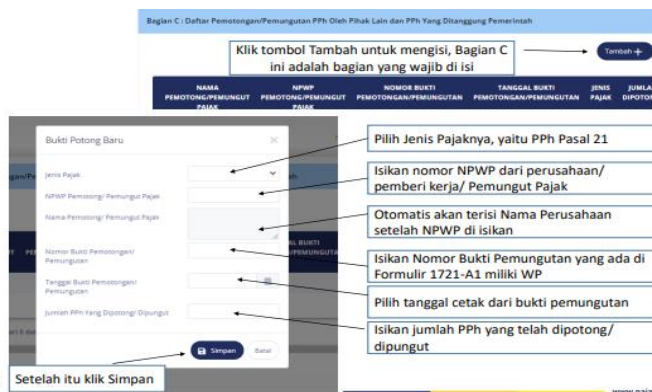 Bagian C : Daftar Pemotongan/Pemungutan PPh Oleh Pihak Lain dan PPh Yang Ditanggung Pemerintah
Klik tombol Tambah untuk mengisi, Bagian C
ini adalah bagian yang wajib di isi
Tambah +
NAMA
PEMOTONG/PEMUNGUT
PAJAK
NPWP
PEMOTONG/PEMUNGUT
PAJAK
NOMOR BUKTI
PEMOTONGAN/PEMUNGUTAN
TANGGAL BUKTI
PEMOTONGAN/PEMUNGUTAN
JENIS
PAJAK
JUMLA
DIPOTON
Bukti Potong Baru
Jenis Pajak
Pilih Jenis Pajaknya, yaitu PPh Pasal 21
NPWP Pemotong/ Pemungut Pajak
Isikan nomor NPWP dari perusahaan/
pemberi kerja/ Pemungut Pajak
Nama Pemotong/ Pemungut Pajak
Otomatis akan terisi Nama Perusahaan
setelah NPWP di isikan
Nomor Bukti Pemotongan/
Pemungutan
Isikan Nomor Bukti Pemungutan yang ada di
Formulir 1721-A1 miliki WP
Tanggal Bukti Pemotongan/
Pemungutan
Pilih tanggal cetak dari bukti pemungutan
Jumlah PPh Yang Dipotong/ Dipungut
Isikan jumlah PPh yang telah dipotong/
dipungut
Simpan
Batal
Setelah itu klik Simpan